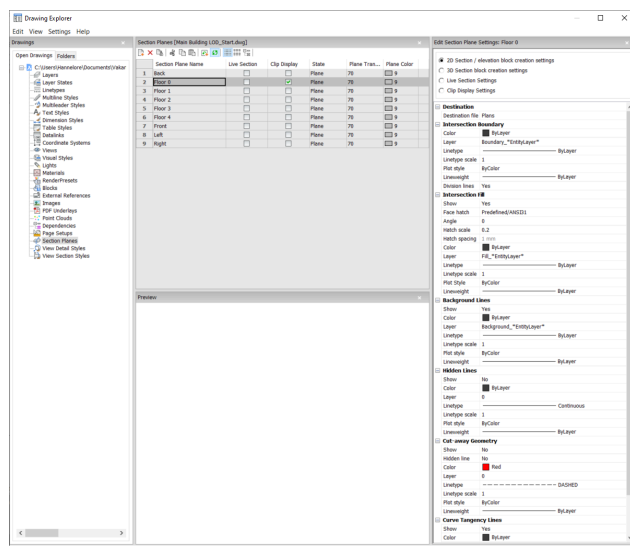 Drawing Explorer
Edit View Settings Help
Drawings
Open Drawings Folders
C:\Users\Hannelore\Documents\Vekar
Layers
Layer States
Linetypes
Multiline Styles
Multileader Styles
Text Styles
Dimension Styles
Table Styles
Datalinks
Coordinate Systems
Views
Visual Styles
Lights
Materials
RenderPresets
Blocks
External References
Images
PDF Underlays
Point Clouds
Dependencies
Page Setups
Section Planes
View Detail Styles
View Section Styles
Section Planes [Main Building LOD_Start.dwg]
Section Plane Name Live Section Clip Display State Plane Tran... Plane Color
1 Back Plane 70 9
2 Floor 0 Plane 70 9
3 Floor 1 Plane 70 9
4 Floor 2 Plane 70 9
5 Floor 3 Plane 70 9
6 Floor 4 Plane 70 9
7 Front Plane 70 9
8 Left Plane 70 9
9 Right Plane 70 9
Preview
Edit Section Plane Settings: Floor 0
2D Section / elevation block creation settings
3D Section block creation settings
Live Section Settings
Clip Display Settings
Destination
Destination file Plans
Intersection Boundary
Color ByLayer
Layer Boundary_*EntityLayer*
Linetype ByLayer
Linetype scale 1
Plot style ByColor
Lineweight ByLayer
Division lines Yes
Intersection Fill
Show Yes
Face hatch Predefined/ANSI31
Angle 0
Hatch scale 0.2
Hatch spacing 1 mm
Color ByLayer
Layer Fill_*EntityLayer*
Linetype ByLayer
Linetype scale 1
Plot Style ByColor
Lineweight ByLayer
Background Lines
Show Yes
Color ByLayer
Layer Background_*EntityLayer*
Linetype ByLayer
Linetype scale 1
Plot style ByColor
Lineweight ByLayer
Hidden Lines
Show No
Color ByLayer
Layer 0
Linetype Continuous
Linetype scale 1
Plot style ByColor
Lineweight ByLayer
Cut-away Geometry
Show No
Hidden line No
Color Red
Layer 0
Linetype DASHED
Linetype scale 1
Plot style ByColor
Lineweight ByLayer
Curve Tangency Lines
Show Yes
Color ByLayer